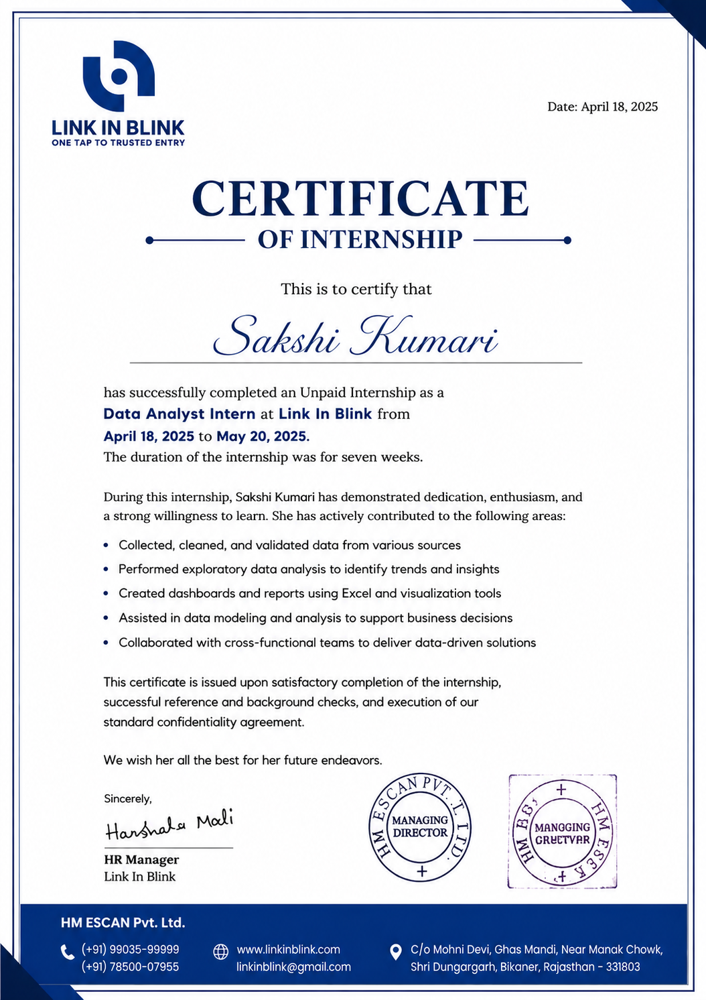 LINK IN BLINK
ONE TAP TO TRUSTED ENTRY
Date: April 18, 2025
CERTIFICATE
OF INTERNSHIP
This is to certify that
Sakshi Kumari
has successfully completed an Unpaid Internship as a
Data Analyst Intern at Link In Blink from
April 18, 2025 to May 20, 2025.
The duration of the internship was for seven weeks.
During this internship, Sakshi Kumari has demonstrated dedication, enthusiasm, and
a strong willingness to learn. She has actively contributed to the following areas:
• Collected, cleaned, and validated data from various sources
• Performed exploratory data analysis to identify trends and insights
• Created dashboards and reports using Excel and visualization tools
• Assisted in data modeling and analysis to support business decisions
• Collaborated with cross-functional teams to deliver data-driven solutions
This certificate is issued upon satisfactory completion of the internship,
successful reference and background checks, and execution of our
standard confidentiality agreement.
We wish her all the best for her future endeavors.
Sincerely,
Harshala Mali
HR Manager
Link In Blink
HM ESCAN PVT. LTD.
MANAGING
DIRECTOR
HM
HM
HM ESCAN Pvt. Ltd.
(+91) 99035-99999
(+91) 78500-07955
www.linkinblink.com
linkinblink@gmail.com
C/o Mohni Devi, Ghas Mandi, Near Manak Chowk,
Shri Dungargarh, Bikaner, Rajasthan - 331803